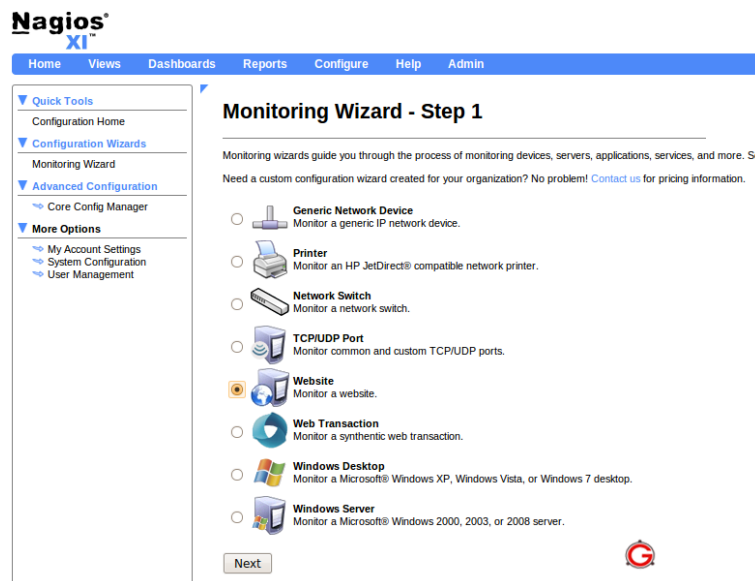 Nagios®
XI™
Home Views Dashboards Reports Configure Help Admin
Quick Tools
Configuration Home
Configuration Wizards
Monitoring Wizard
Advanced Configuration
Core Config Manager
More Options
My Account Settings
System Configuration
User Management
Monitoring Wizard - Step 1
Monitoring wizards guide you through the process of monitoring devices, servers, applications, services, and more.
Need a custom configuration wizard created for your organization? No problem! Contact us for pricing information.
Generic Network Device
Monitor a generic IP network device.
Printer
Monitor an HP JetDirect® compatible network printer.
Network Switch
Monitor a network switch.
TCP/UDP Port
Monitor common and custom TCP/UDP ports.
Website
Monitor a website.
Web Transaction
Monitor a synthentic web transaction.
Windows Desktop
Monitor a Microsoft® Windows XP, Windows Vista, or Windows 7 desktop.
Windows Server
Monitor a Microsoft® Windows 2000, 2003, or 2008 server.
Next
G